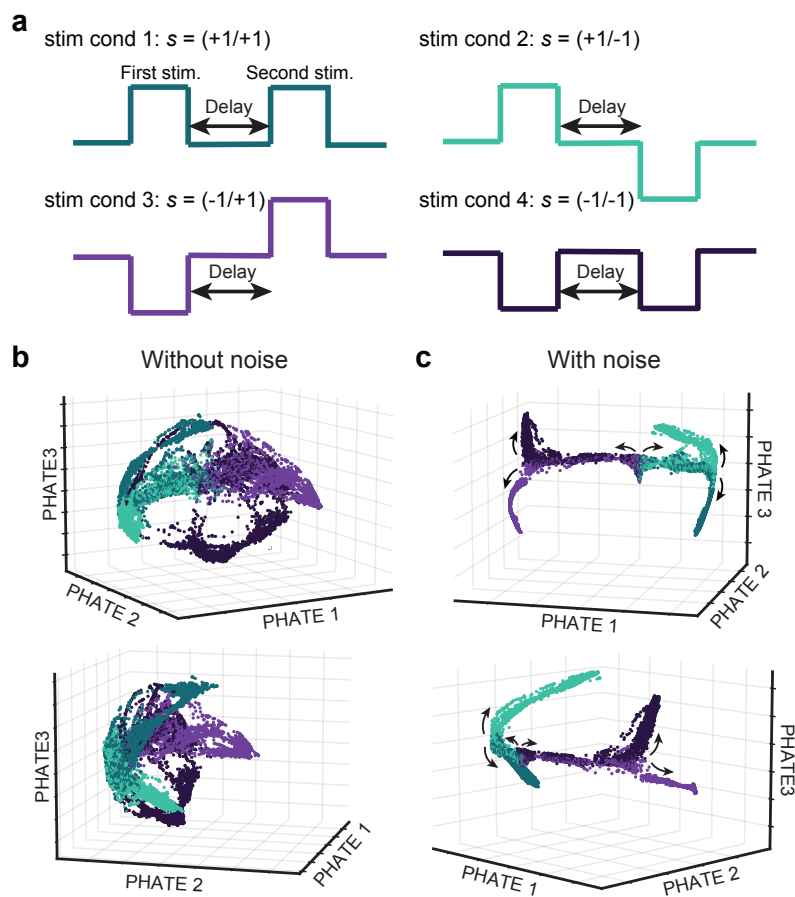 a
stim cond 1: s = (+1/+1)
First stim.
Second stim.
Delay
stim cond 2: s = (+1/-1)
Delay
stim cond 3: s = (-1/+1)
Delay
stim cond 4: s = (-1/-1)
Delay
b
Without noise
PHATE3
PHATE 2
PHATE 1
PHATE3
PHATE 2
PHATE 1
c
With noise
PHATE 3
PHATE 2
PHATE 1
PHATE3
PHATE 1
PHATE 2